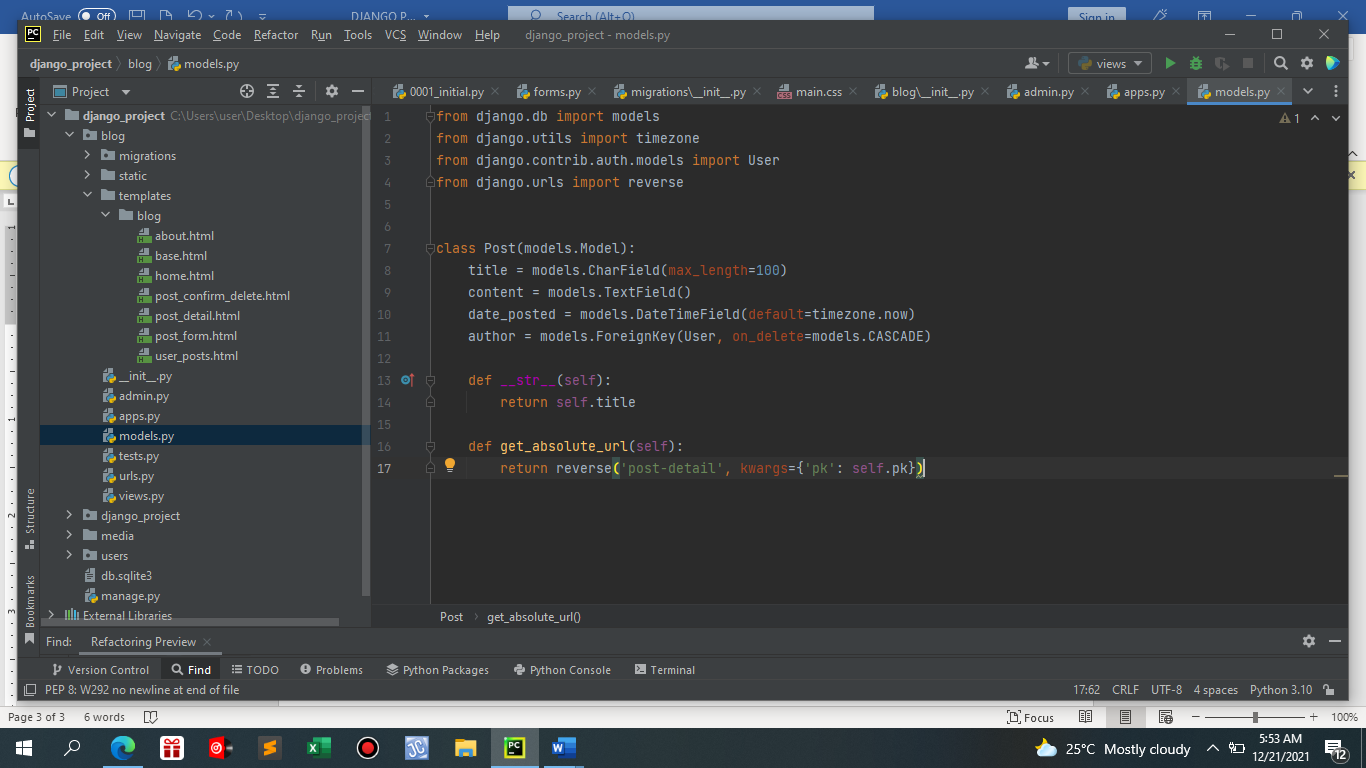 AutoSave Off DJANGO P... Search (Alt+Q) Sign in
PC File Edit View Navigate Code Refactor Run Tools VCS Window Help django_project - models.py
django_project blog models.py views
Project
Project
0001_initial.py forms.py migrations\__init__.py main.css blog\__init__.py admin.py apps.py models.py
django_project C:\Users\user\Desktop\django_project
blog
migrations
static
templates
blog
about.html
base.html
home.html
post_confirm_delete.html
post_detail.html
post_form.html
user_posts.html
__init__.py
admin.py
apps.py
models.py
tests.py
urls.py
views.py
django_project
media
users
db.sqlite3
manage.py
External Libraries
Structure
Bookmarks
1 from django.db import models
2 from django.utils import timezone
3 from django.contrib.auth.models import User
4 from django.urls import reverse
5
6
7 class Post(models.Model):
8 title = models.CharField(max_length=100)
9 content = models.TextField()
10 date_posted = models.DateTimeField(default=timezone.now)
11 author = models.ForeignKey(User, on_delete=models.CASCADE)
12
13 def __str__(self):
14 return self.title
15
16 def get_absolute_url(self):
17 return reverse('post-detail', kwargs={'pk': self.pk})
1
Post get_absolute_url()
Find: Refactoring Preview
Version Control Find TODO Problems Python Packages Python Console Terminal
PEP 8: W292 no newline at end of file 17:62 CRLF UTF-8 4 spaces Python 3.10
Page 3 of 3 6 words Focus 100%
25°C Mostly cloudy 5:53 AM
12/21/2021
12